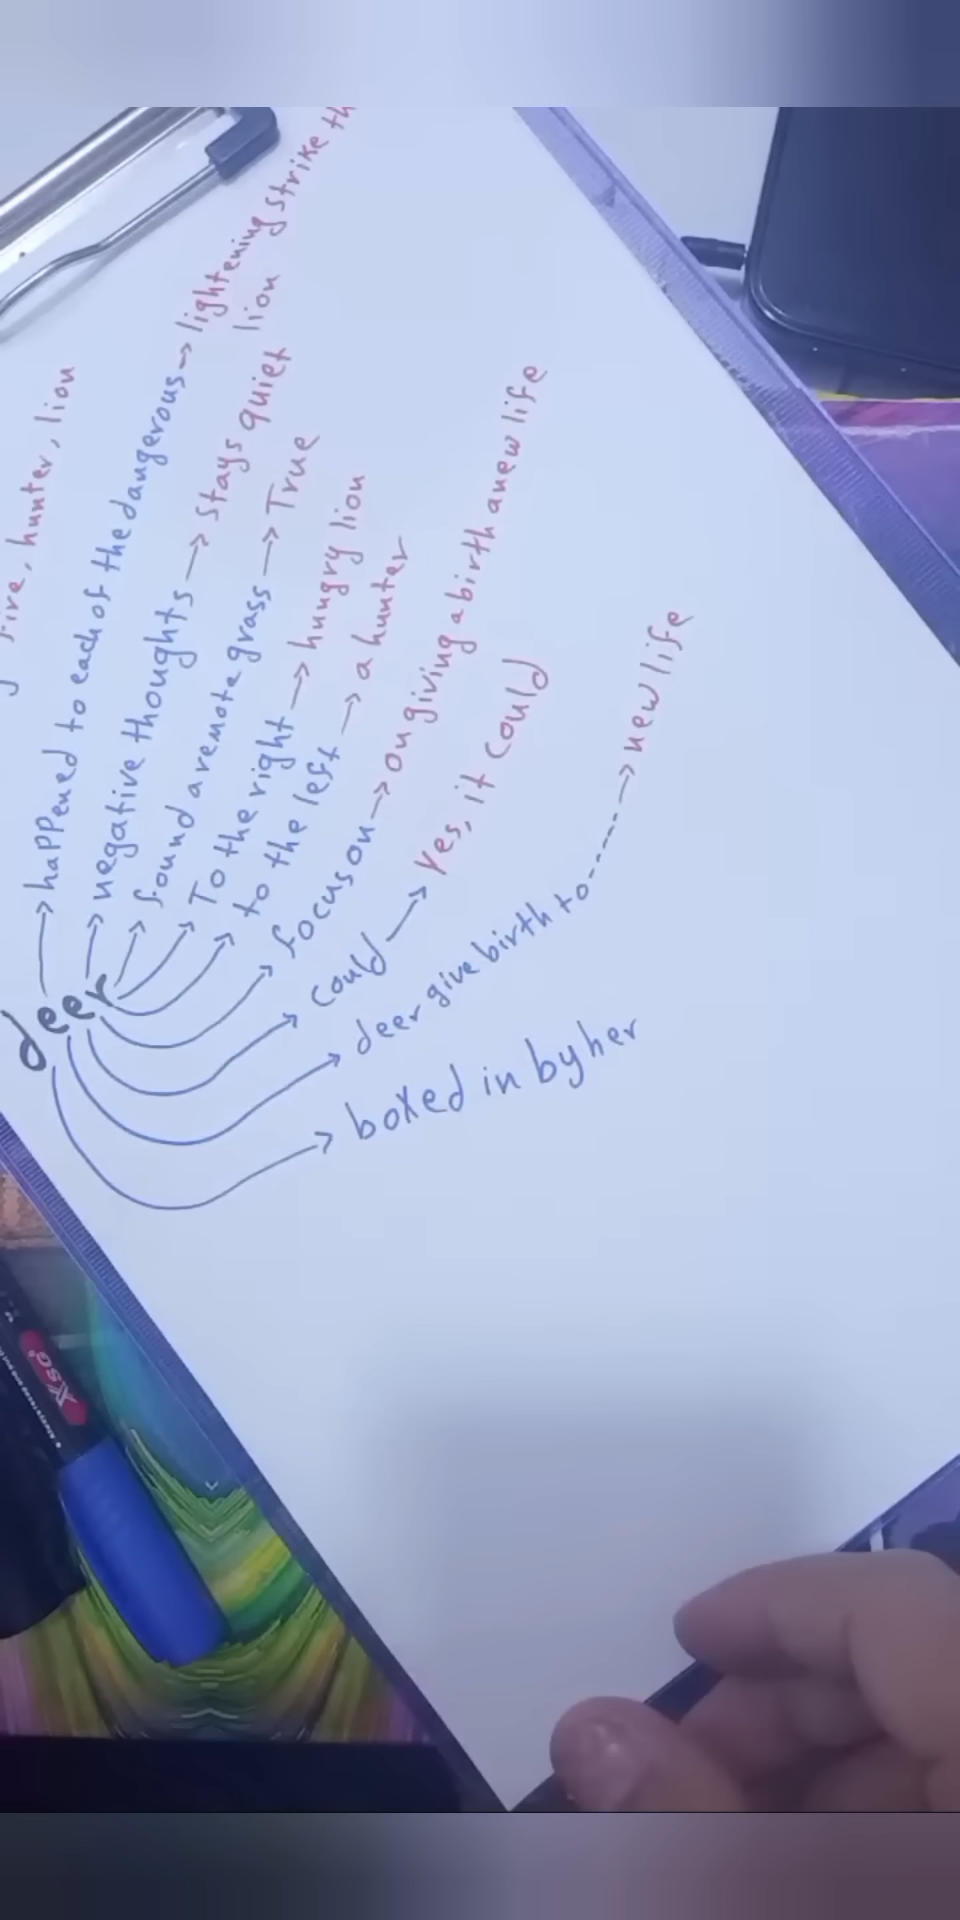 fire, hunter, lion
deer
happened to each of the dangerous → lightening strike th
lion
negative thoughts → stays quiet
found a remote grass → True
To the right → hungry lion
to the left → a hunter
focus on → on giving a birth a new life
could → Yes, it could
deer give birth to ------→ new life
boxed in by her
XSG